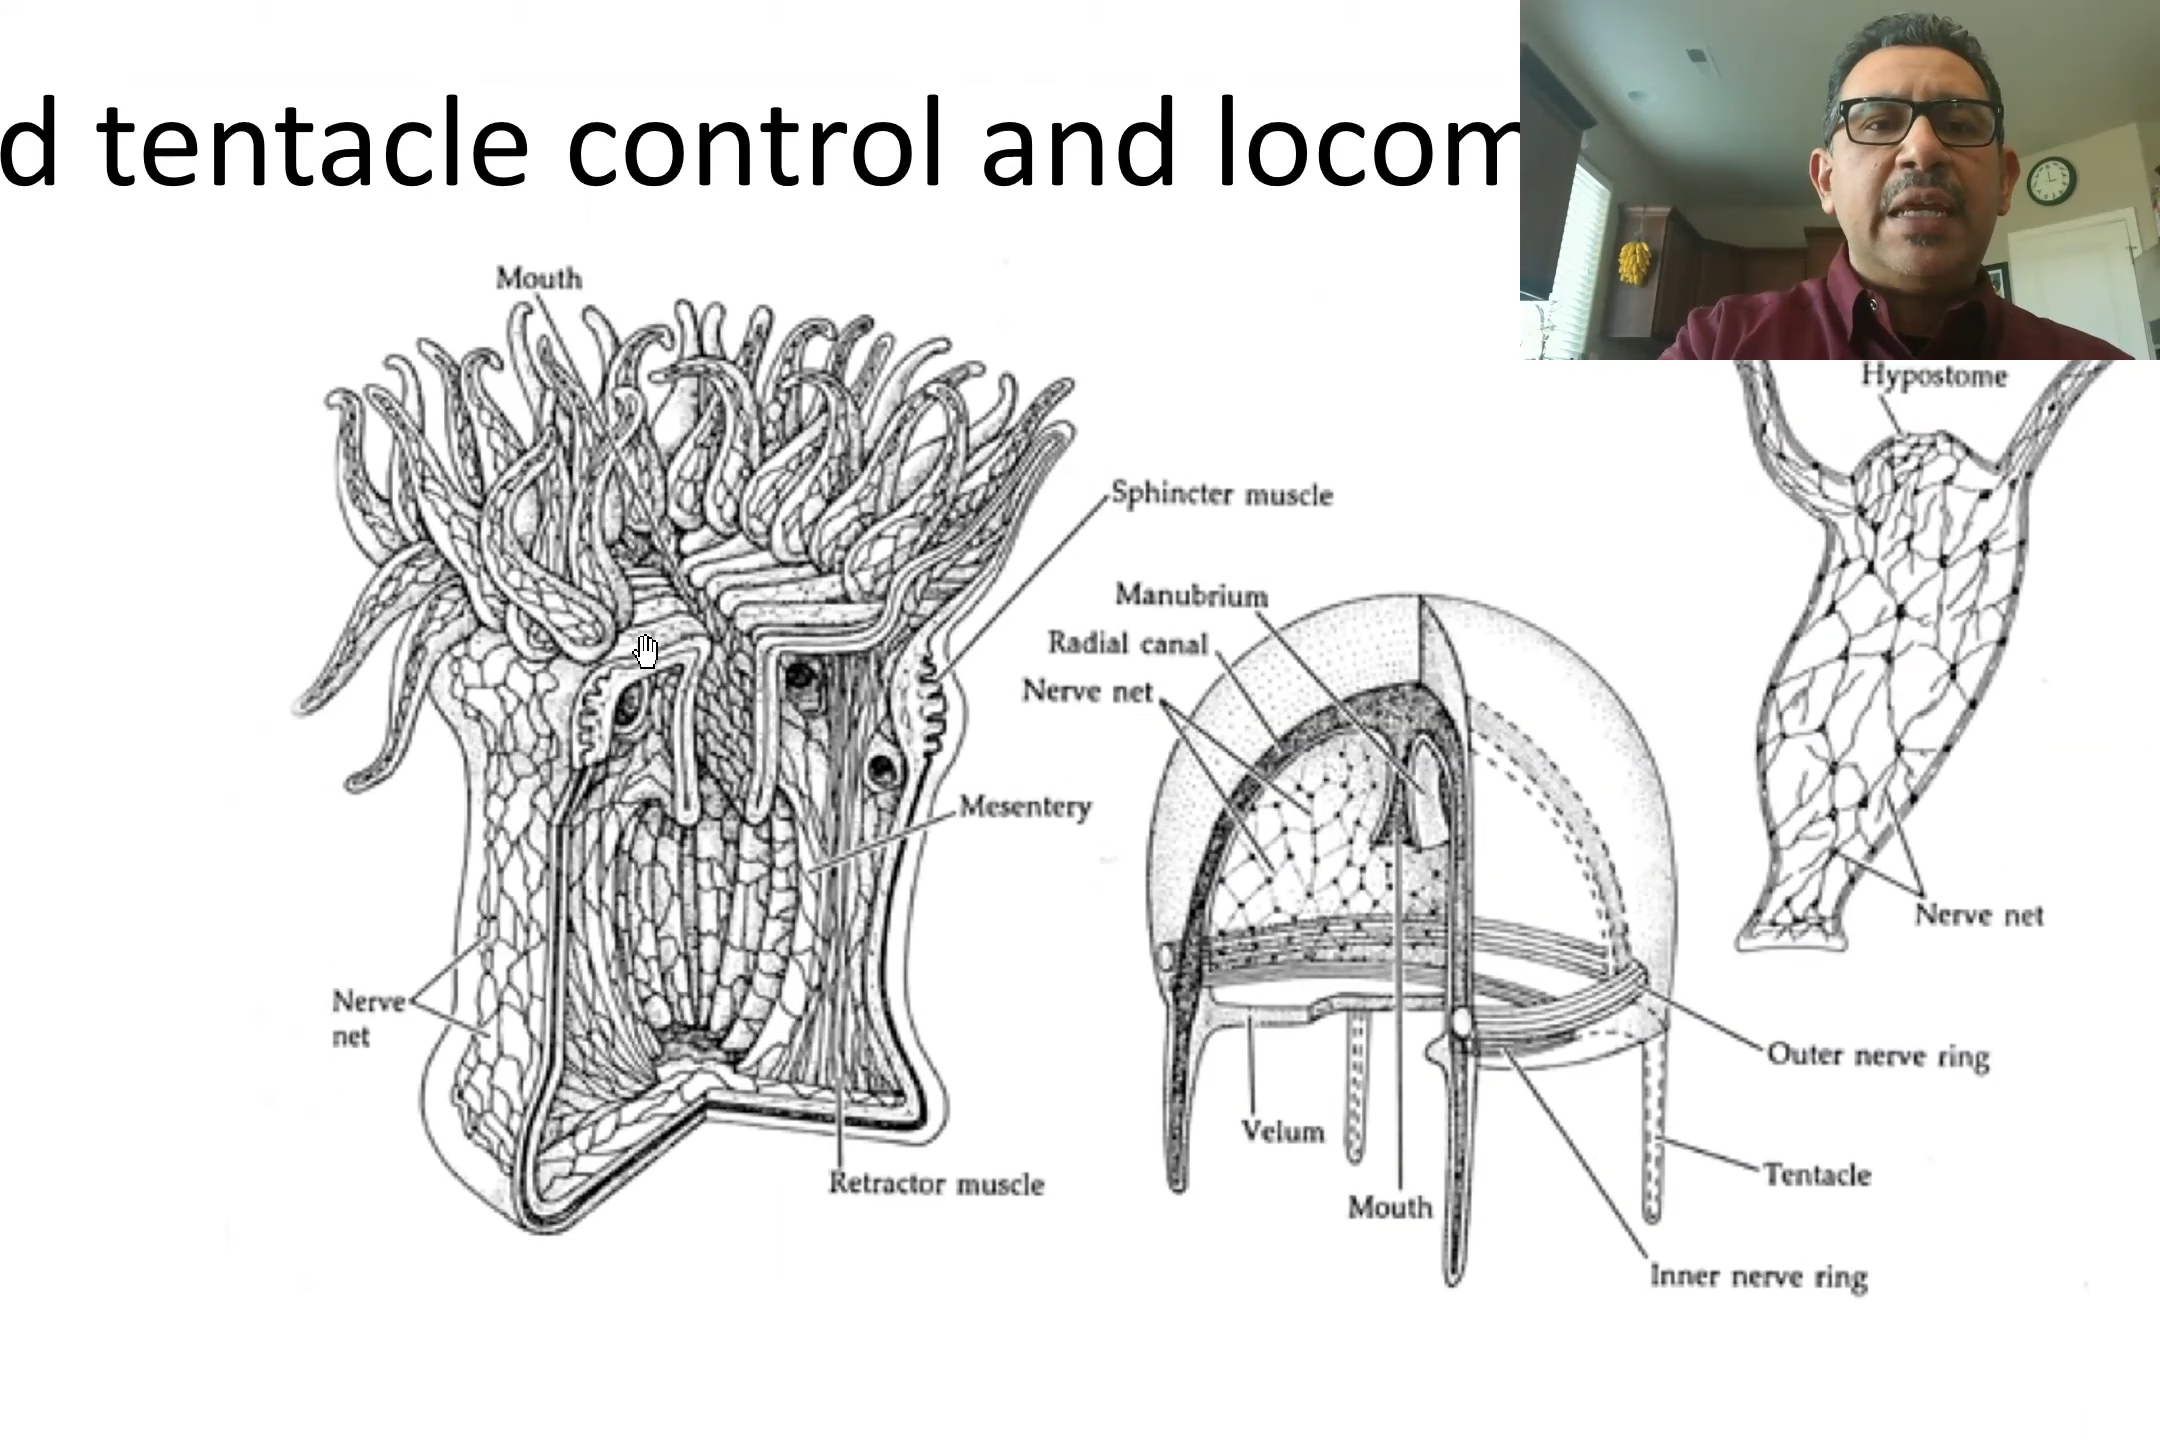 d tentacle control and locom
Mouth
Sphincter muscle
Mesentery
Nerve
net
Retractor muscle
Manubrium
Radial canal
Nerve net
Velum
Mouth
Outer nerve ring
Tentacle
Inner nerve ring
Hypostome
Nerve net